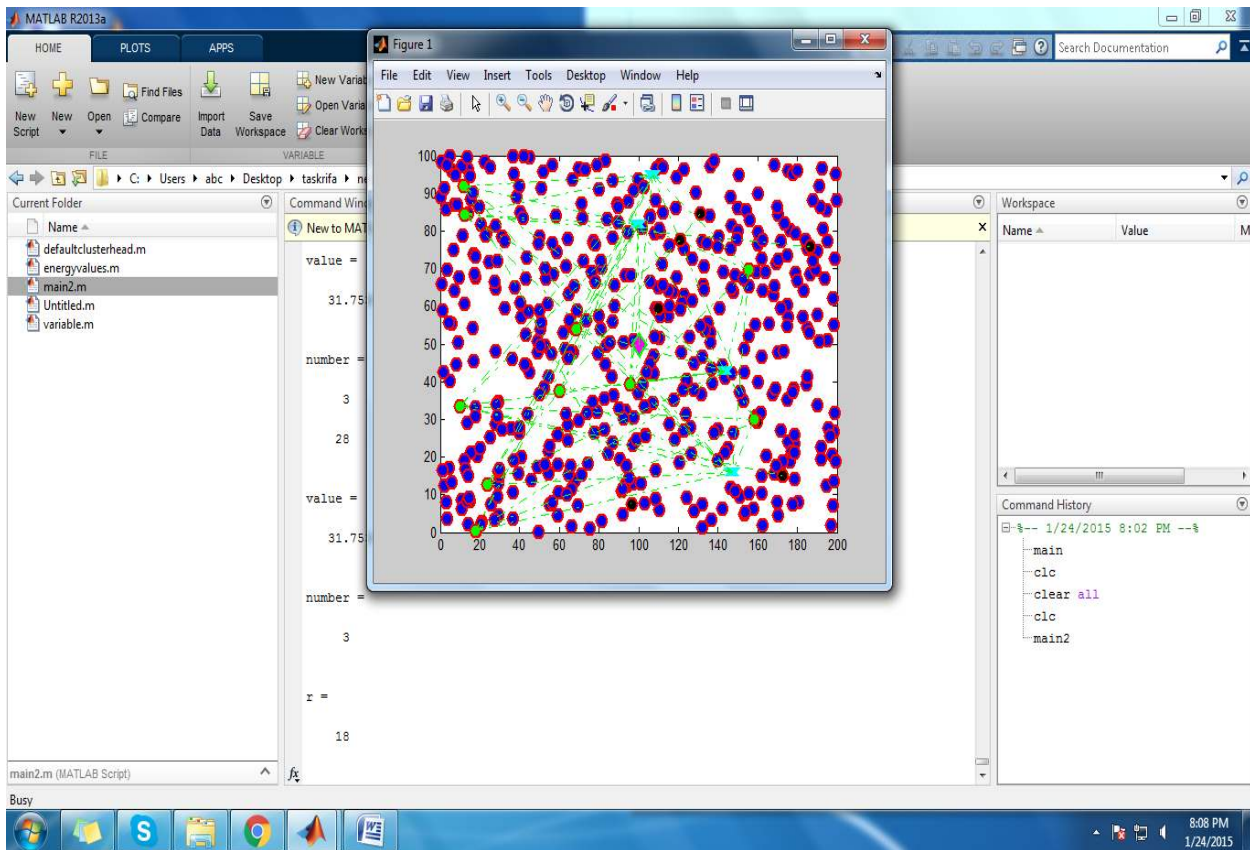 MATLAB R2013a
HOME PLOTS APPS
Search Documentation
New Script
New
Open
Find Files
Compare
Import Data
Save Workspace
New Variab
Open Varia
Clear Works
FILE VARIABLE
C: Users abc Desktop taskrifa
Current Folder
Name
defaultclusterhead.m
energyvalues.m
main2.m
Untitled.m
variable.m
main2.m (MATLAB Script)
Command Wind
New to MAT
value =
31.753
number =
3
28
value =
31.753
number =
3
r =
18
fx
Figure 1
File Edit View Insert Tools Desktop Window Help
100
90
80
70
60
50
40
30
20
10
0
0 20 40 60 80 100 120 140 160 180 200
Workspace
Name Value M
Command History
%-- 1/24/2015 8:02 PM --%
main
clc
clear all
clc
main2
Busy
8:08 PM
1/24/2015